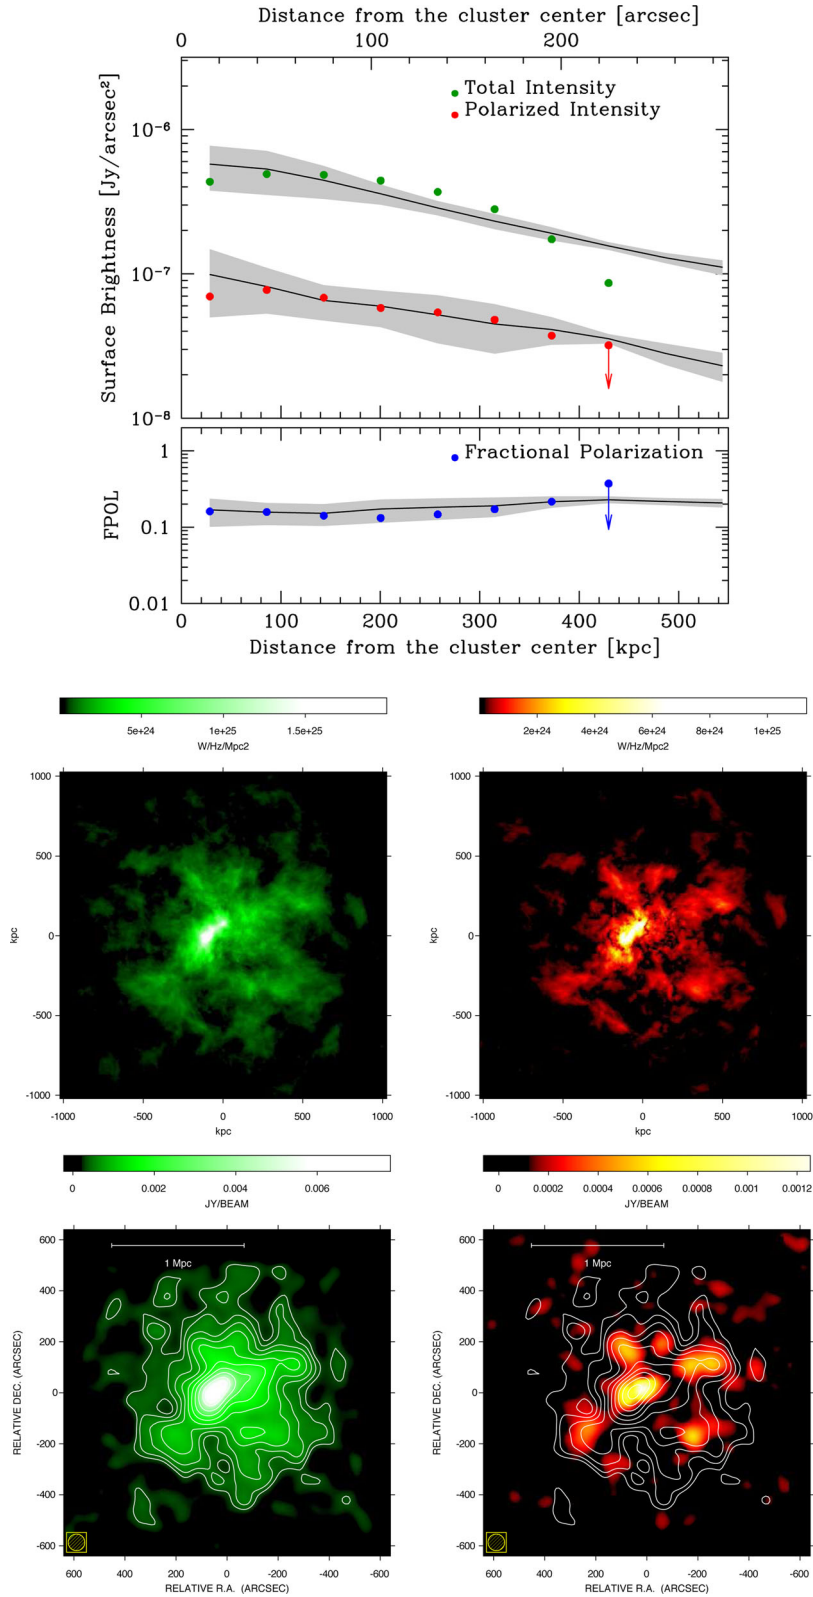 Distance from the cluster center [arcsec]
0 100 200
Total Intensity
Polarized Intensity
Surface Brightness [Jy/arcsec²]
10⁻⁶
10⁻⁷
10⁻⁸
Fractional Polarization
FPOL
1
0.1
0.01
0 100 200 300 400 500
Distance from the cluster center [kpc]
5e+24 1e+25 1.5e+25
W/Hz/Mpc2
1000
500
0
-500
-1000
kpc
-1000 -500 0 500 1000
kpc
2e+24 4e+24 6e+24 8e+24 1e+25
W/Hz/Mpc2
1000
500
0
-500
-1000
kpc
-1000 -500 0 500 1000
kpc
0 0.002 0.004 0.006
JY/BEAM
1 Mpc
600
400
200
0
-200
-400
-600
RELATIVE DEC. (ARCSEC)
600 400 200 0 -200 -400 -600
RELATIVE R.A. (ARCSEC)
0 0.0002 0.0004 0.0006 0.0008 0.001 0.0012
JY/BEAM
1 Mpc
600
400
200
0
-200
-400
-600
RELATIVE DEC. (ARCSEC)
600 400 200 0 -200 -400 -600
RELATIVE R.A. (ARCSEC)